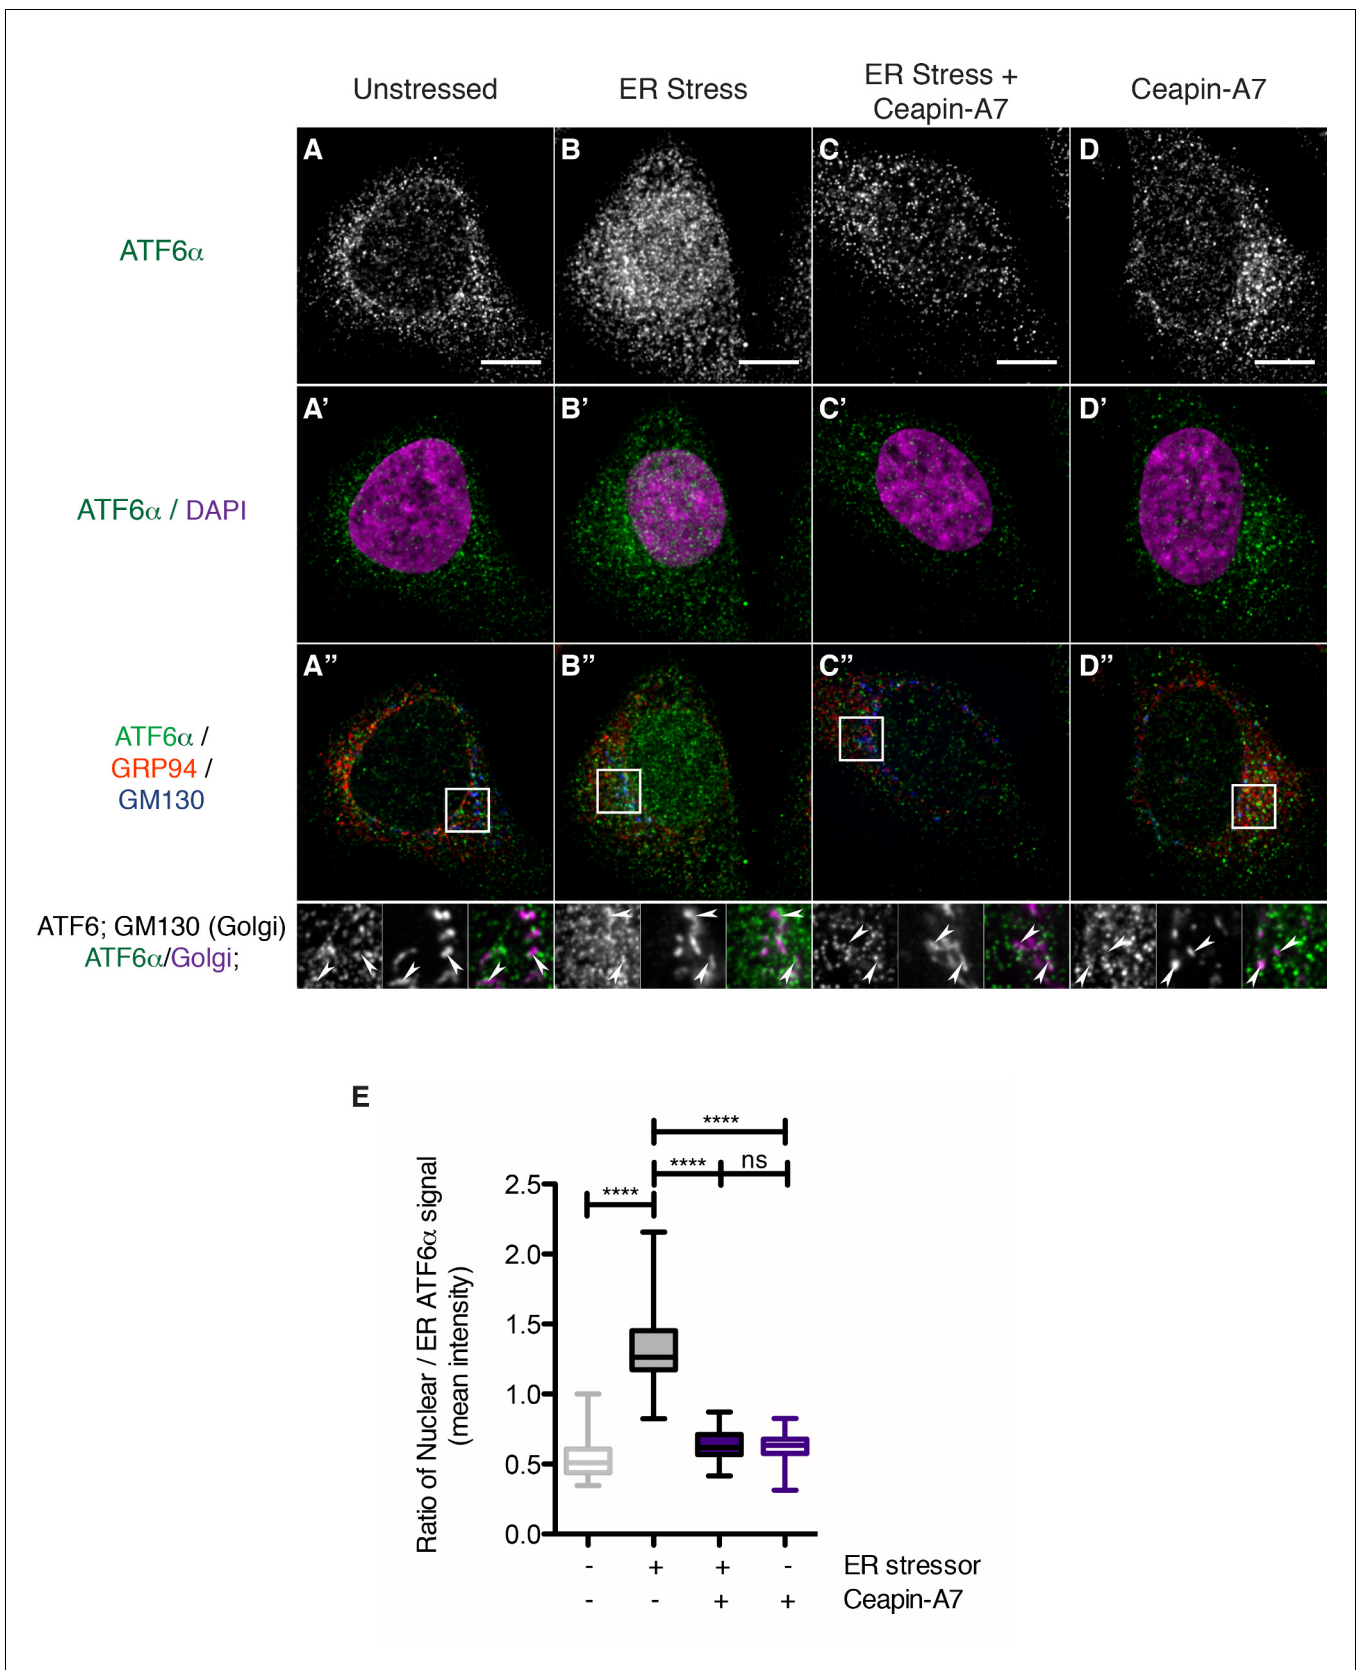 Unstressed
ER Stress
ER Stress +
Ceapin-A7
Ceapin-A7
ATF6α
A
B
C
D
ATF6α / DAPI
A’
B’
C’
D’
ATF6α /
GRP94 /
GM130
A”
B”
C”
D”
ATF6; GM130 (Golgi)
ATF6α/Golgi;
E
****
**** ns
****
Ratio of Nuclear / ER ATF6α signal
(mean intensity)
2.5
2.0
1.5
1.0
0.5
0.0
- + + - ER stressor
- - + + Ceapin-A7